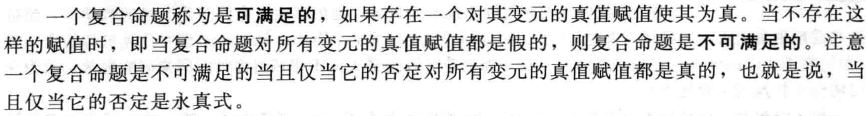 一个复合命题称为是可满足的，如果存在一个对其变元的真值赋值使其为真。当不存在这
样的赋值时，即当复合命题对所有变元的真值赋值都是假的，则复合命题是不可满足的。注意
一个复合命题是不可满足的当且仅当它的否定对所有变元的真值赋值都是真的，也就是说，当
且仅当它的否定是永真式。